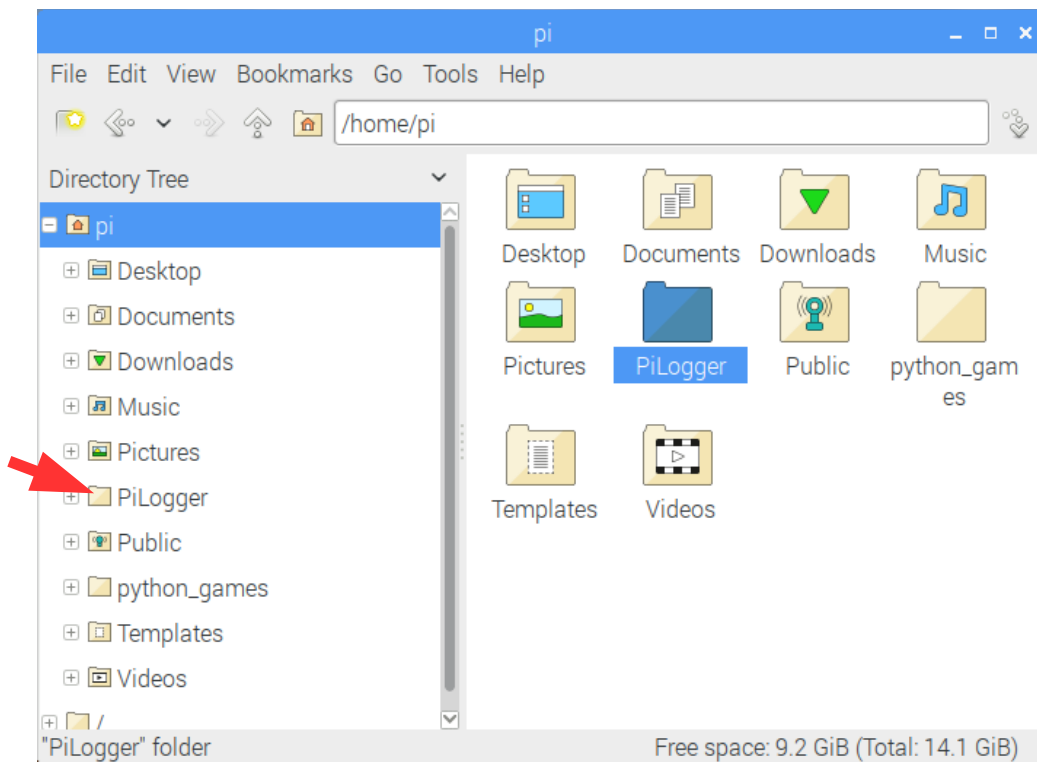 pi
File Edit View Bookmarks Go Tools Help
/home/pi
Directory Tree
pi
Desktop
Documents
Downloads
Music
Pictures
PiLogger
Public
python_games
Templates
Videos
/
Desktop Documents Downloads Music
Pictures PiLogger Public python_gam
es
Templates Videos
"PiLogger" folder Free space: 9.2 GiB (Total: 14.1 GiB)